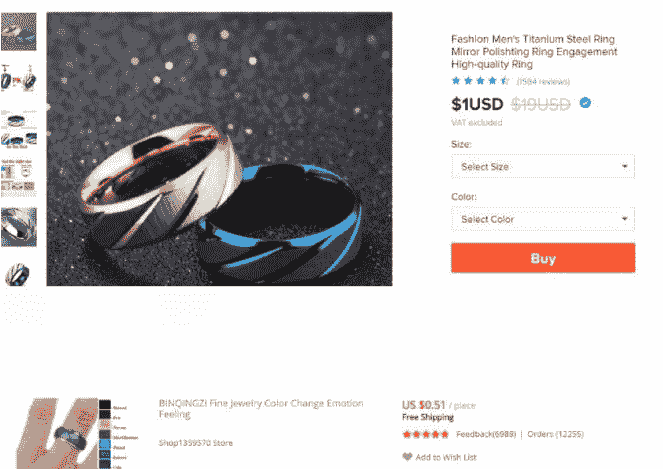 Fashion Men's Titanium Steel Ring
Mirror Polishting Ring Engagement
High-quality Ring
(1584 reviews)
$1USD $19USD
VAT excluded
Size:
Select Size
Color:
Select Color
Buy
BINQINGZI Fine Jewelry Color Change Emotion
Feeling
Shop1359570 Store
US $0.51 / piece
Free Shipping
Feedback(6989) | Orders (12255)
Add to Wish List